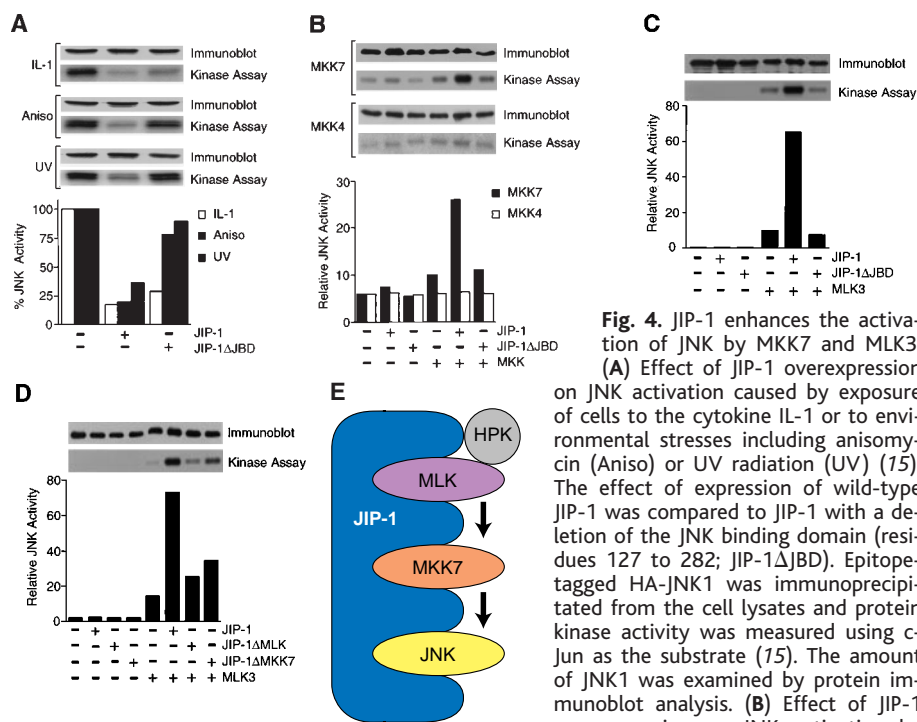 A
IL-1
Immunoblot
Kinase Assay
Aniso
Immunoblot
Kinase Assay
UV
Immunoblot
Kinase Assay
% JNK Activity
100
75
50
25
0
IL-1
Aniso
UV
- + - JIP-1
- - + JIP-1ΔJBD
B
MKK7
Immunoblot
Kinase Assay
MKK4
Immunoblot
Kinase Assay
Relative JNK Activity
30
20
10
0
MKK7
MKK4
- + - - + - JIP-1
- - + - - + JIP-1ΔJBD
- - - + + + MKK
C
Immunoblot
Kinase Assay
Relative JNK Activity
80
60
40
20
0
- + - - + - JIP-1
- - + - - + JIP-1ΔJBD
- - - + + + MLK3
D
Immunoblot
Kinase Assay
Relative JNK Activity
80
60
40
20
0
- + - - - + - - JIP-1
- - + - - - + - JIP-1ΔMLK
- - - + - - - + JIP-1ΔMKK7
- - - - + + + + MLK3
E
HPK
MLK
JIP-1
MKK7
JNK
Fig. 4. JIP-1 enhances the activa-
tion of JNK by MKK7 and MLK3
(A) Effect of JIP-1 overexpression
on JNK activation caused by exposure
of cells to the cytokine IL-1 or to envi-
ronmental stresses including anisomy-
cin (Aniso) or UV radiation (UV) (15)
The effect of expression of wild-type
JIP-1 was compared to JIP-1 with a de-
letion of the JNK binding domain (resi-
dues 127 to 282; JIP-1ΔJBD). Epitope-
tagged HA-JNK1 was immunoprecipi-
tated from the cell lysates and protein
kinase activity was measured using c-
Jun as the substrate (15). The amount
of JNK1 was examined by protein im-
munoblot analysis. (B) Effect of JIP-1